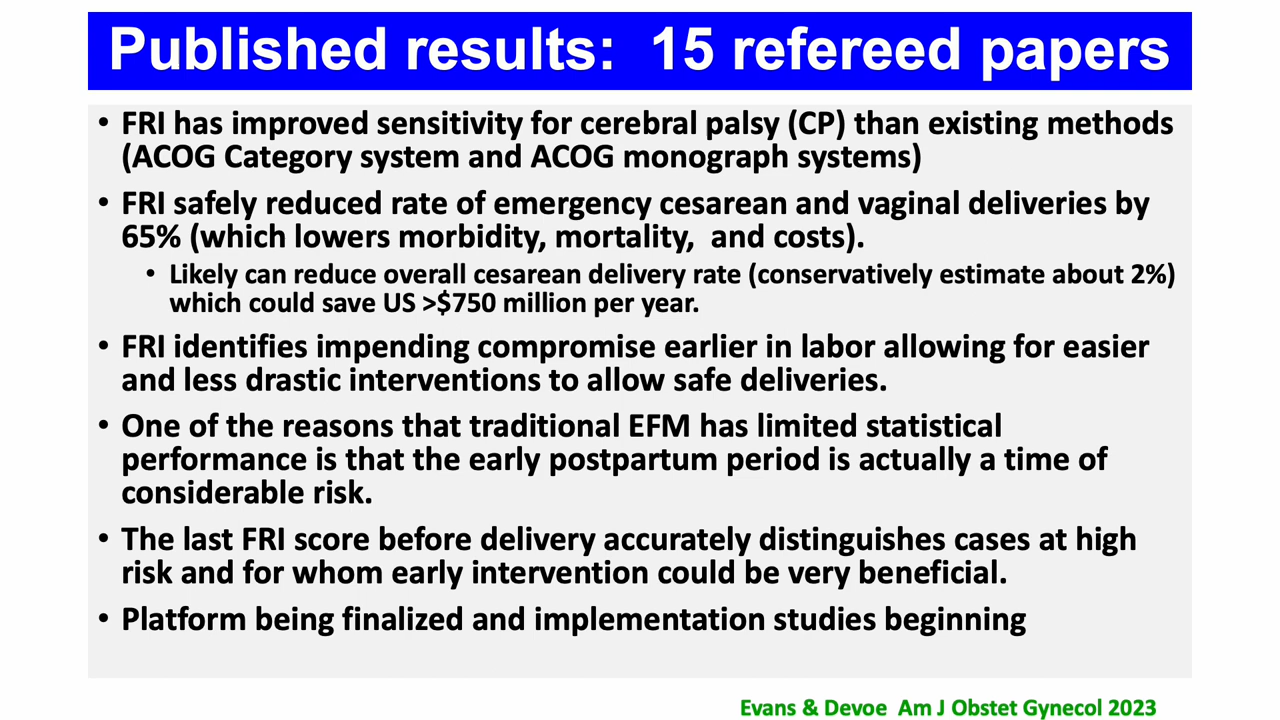 Published results: 15 refereed papers
• FRI has improved sensitivity for cerebral palsy (CP) than existing methods
(ACOG Category system and ACOG monograph systems)
• FRI safely reduced rate of emergency cesarean and vaginal deliveries by
65% (which lowers morbidity, mortality, and costs).
• Likely can reduce overall cesarean delivery rate (conservatively estimate about 2%)
which could save US >$750 million per year.
• FRI identifies impending compromise earlier in labor allowing for easier
and less drastic interventions to allow safe deliveries.
• One of the reasons that traditional EFM has limited statistical
performance is that the early postpartum period is actually a time of
considerable risk.
• The last FRI score before delivery accurately distinguishes cases at high
risk and for whom early intervention could be very beneficial.
• Platform being finalized and implementation studies beginning
Evans & Devoe Am J Obstet Gynecol 2023